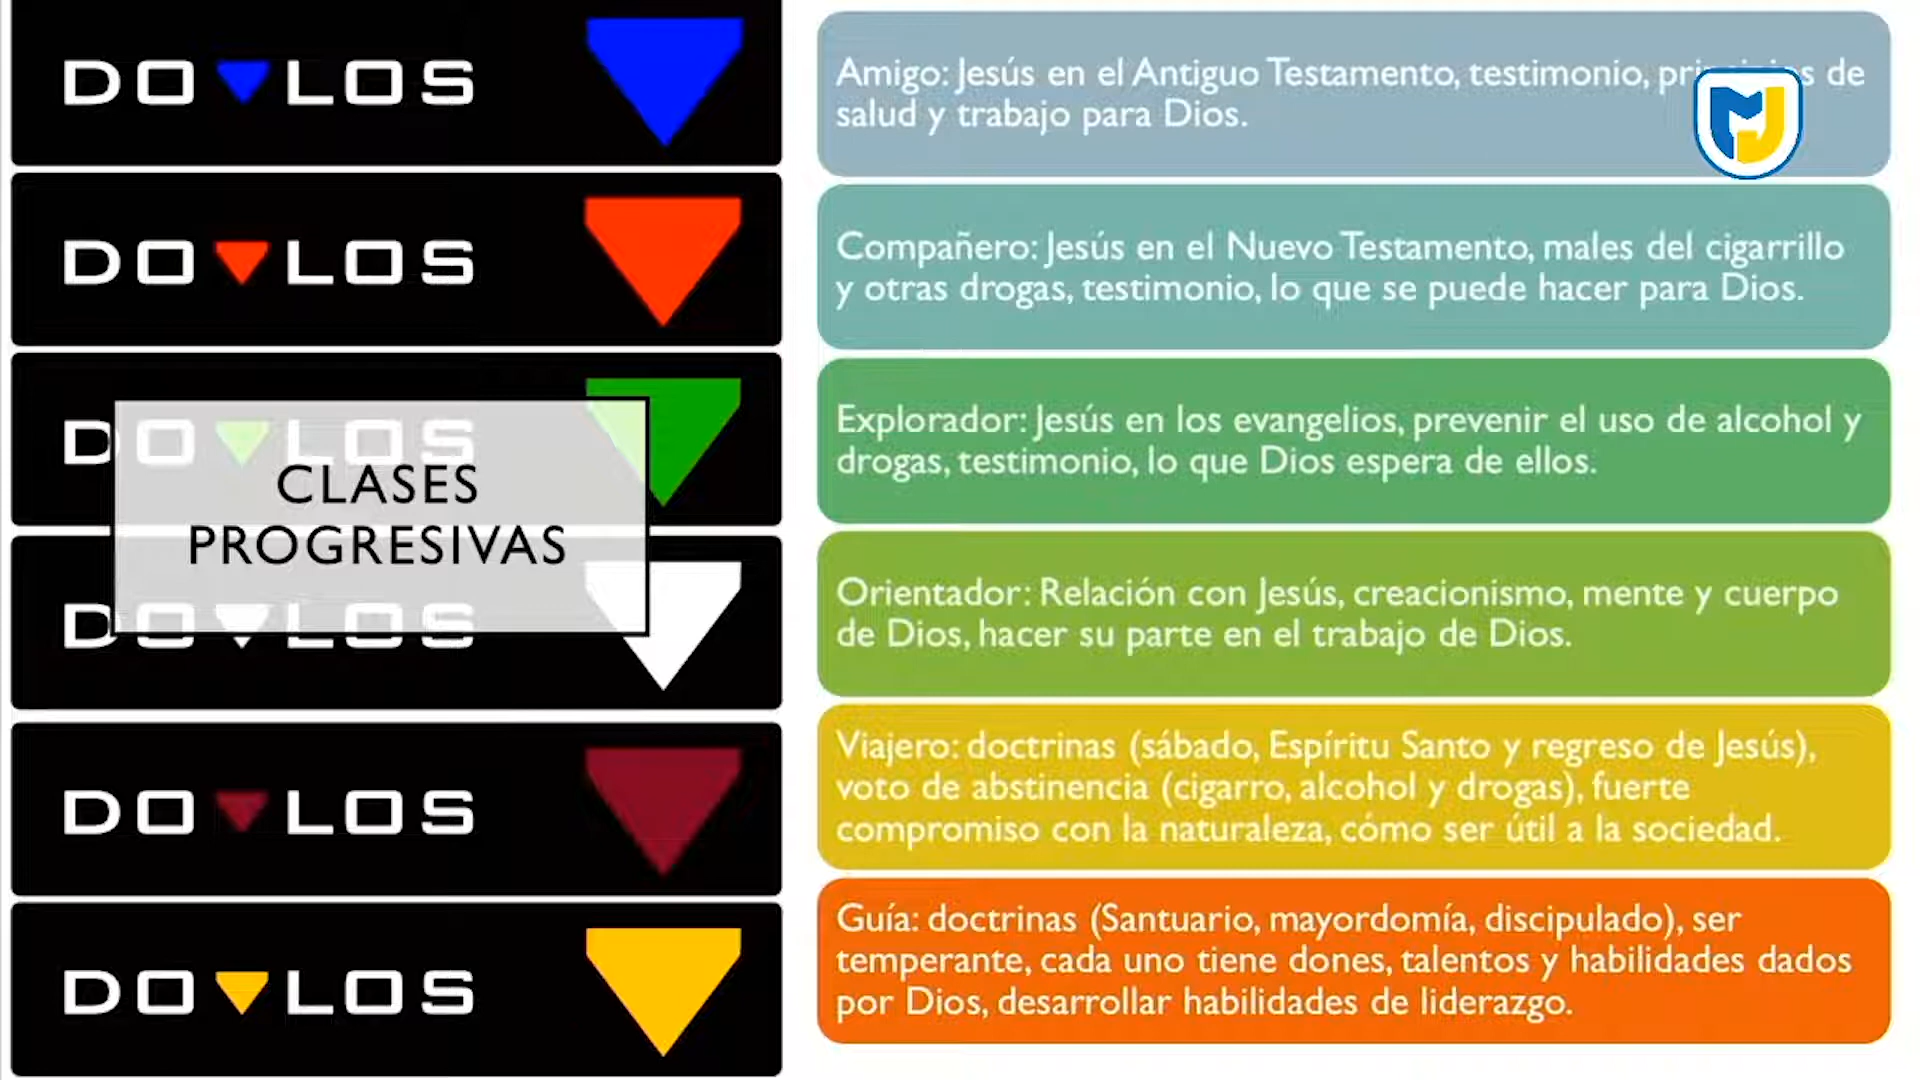 DO LOS
DO LOS
DO LOS
CLASES
PROGRESIVAS
DO LOS
DO LOS
DO LOS
Amigo: Jesús en el Antiguo Testamento, testimonio, principios de
salud y trabajo para Dios.
Compañero: Jesús en el Nuevo Testamento, males del cigarrillo
y otras drogas, testimonio, lo que se puede hacer para Dios.
Explorador: Jesús en los evangelios, prevenir el uso de alcohol y
drogas, testimonio, lo que Dios espera de ellos.
Orientador: Relación con Jesús, creacionismo, mente y cuerpo
de Dios, hacer su parte en el trabajo de Dios.
Viajero: doctrinas (sábado, Espíritu Santo y regreso de Jesús),
voto de abstinencia (cigarro, alcohol y drogas), fuerte
compromiso con la naturaleza, cómo ser útil a la sociedad.
Guía: doctrinas (Santuario, mayordomía, discipulado), ser
temperante, cada uno tiene dones, talentos y habilidades dados
por Dios, desarrollar habilidades de liderazgo.